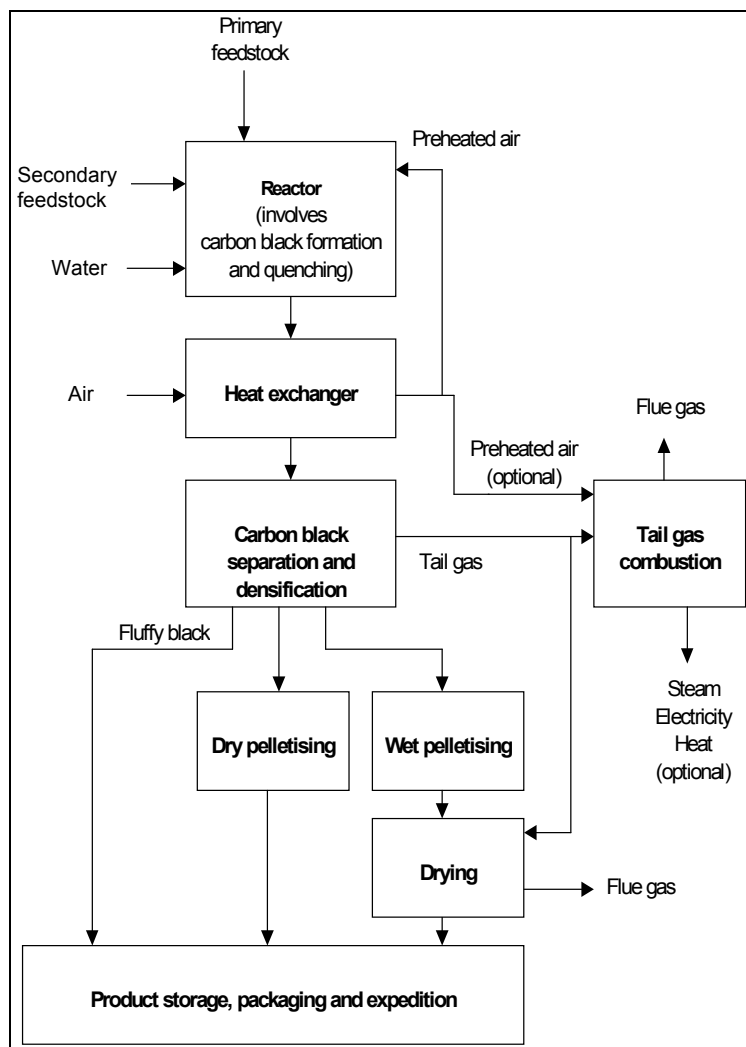 Primary
feedstock
Preheated air
Secondary
feedstock
Reactor
(involves
carbon black formation
and quenching)
Water
Air
Heat exchanger
Flue gas
Preheated air
(optional)
Carbon black
separation and
densification
Tail gas
Tail gas
combustion
Fluffy black
Steam
Electricity
Heat
(optional)
Dry pelletising
Wet pelletising
Drying
Flue gas
Product storage, packaging and expedition